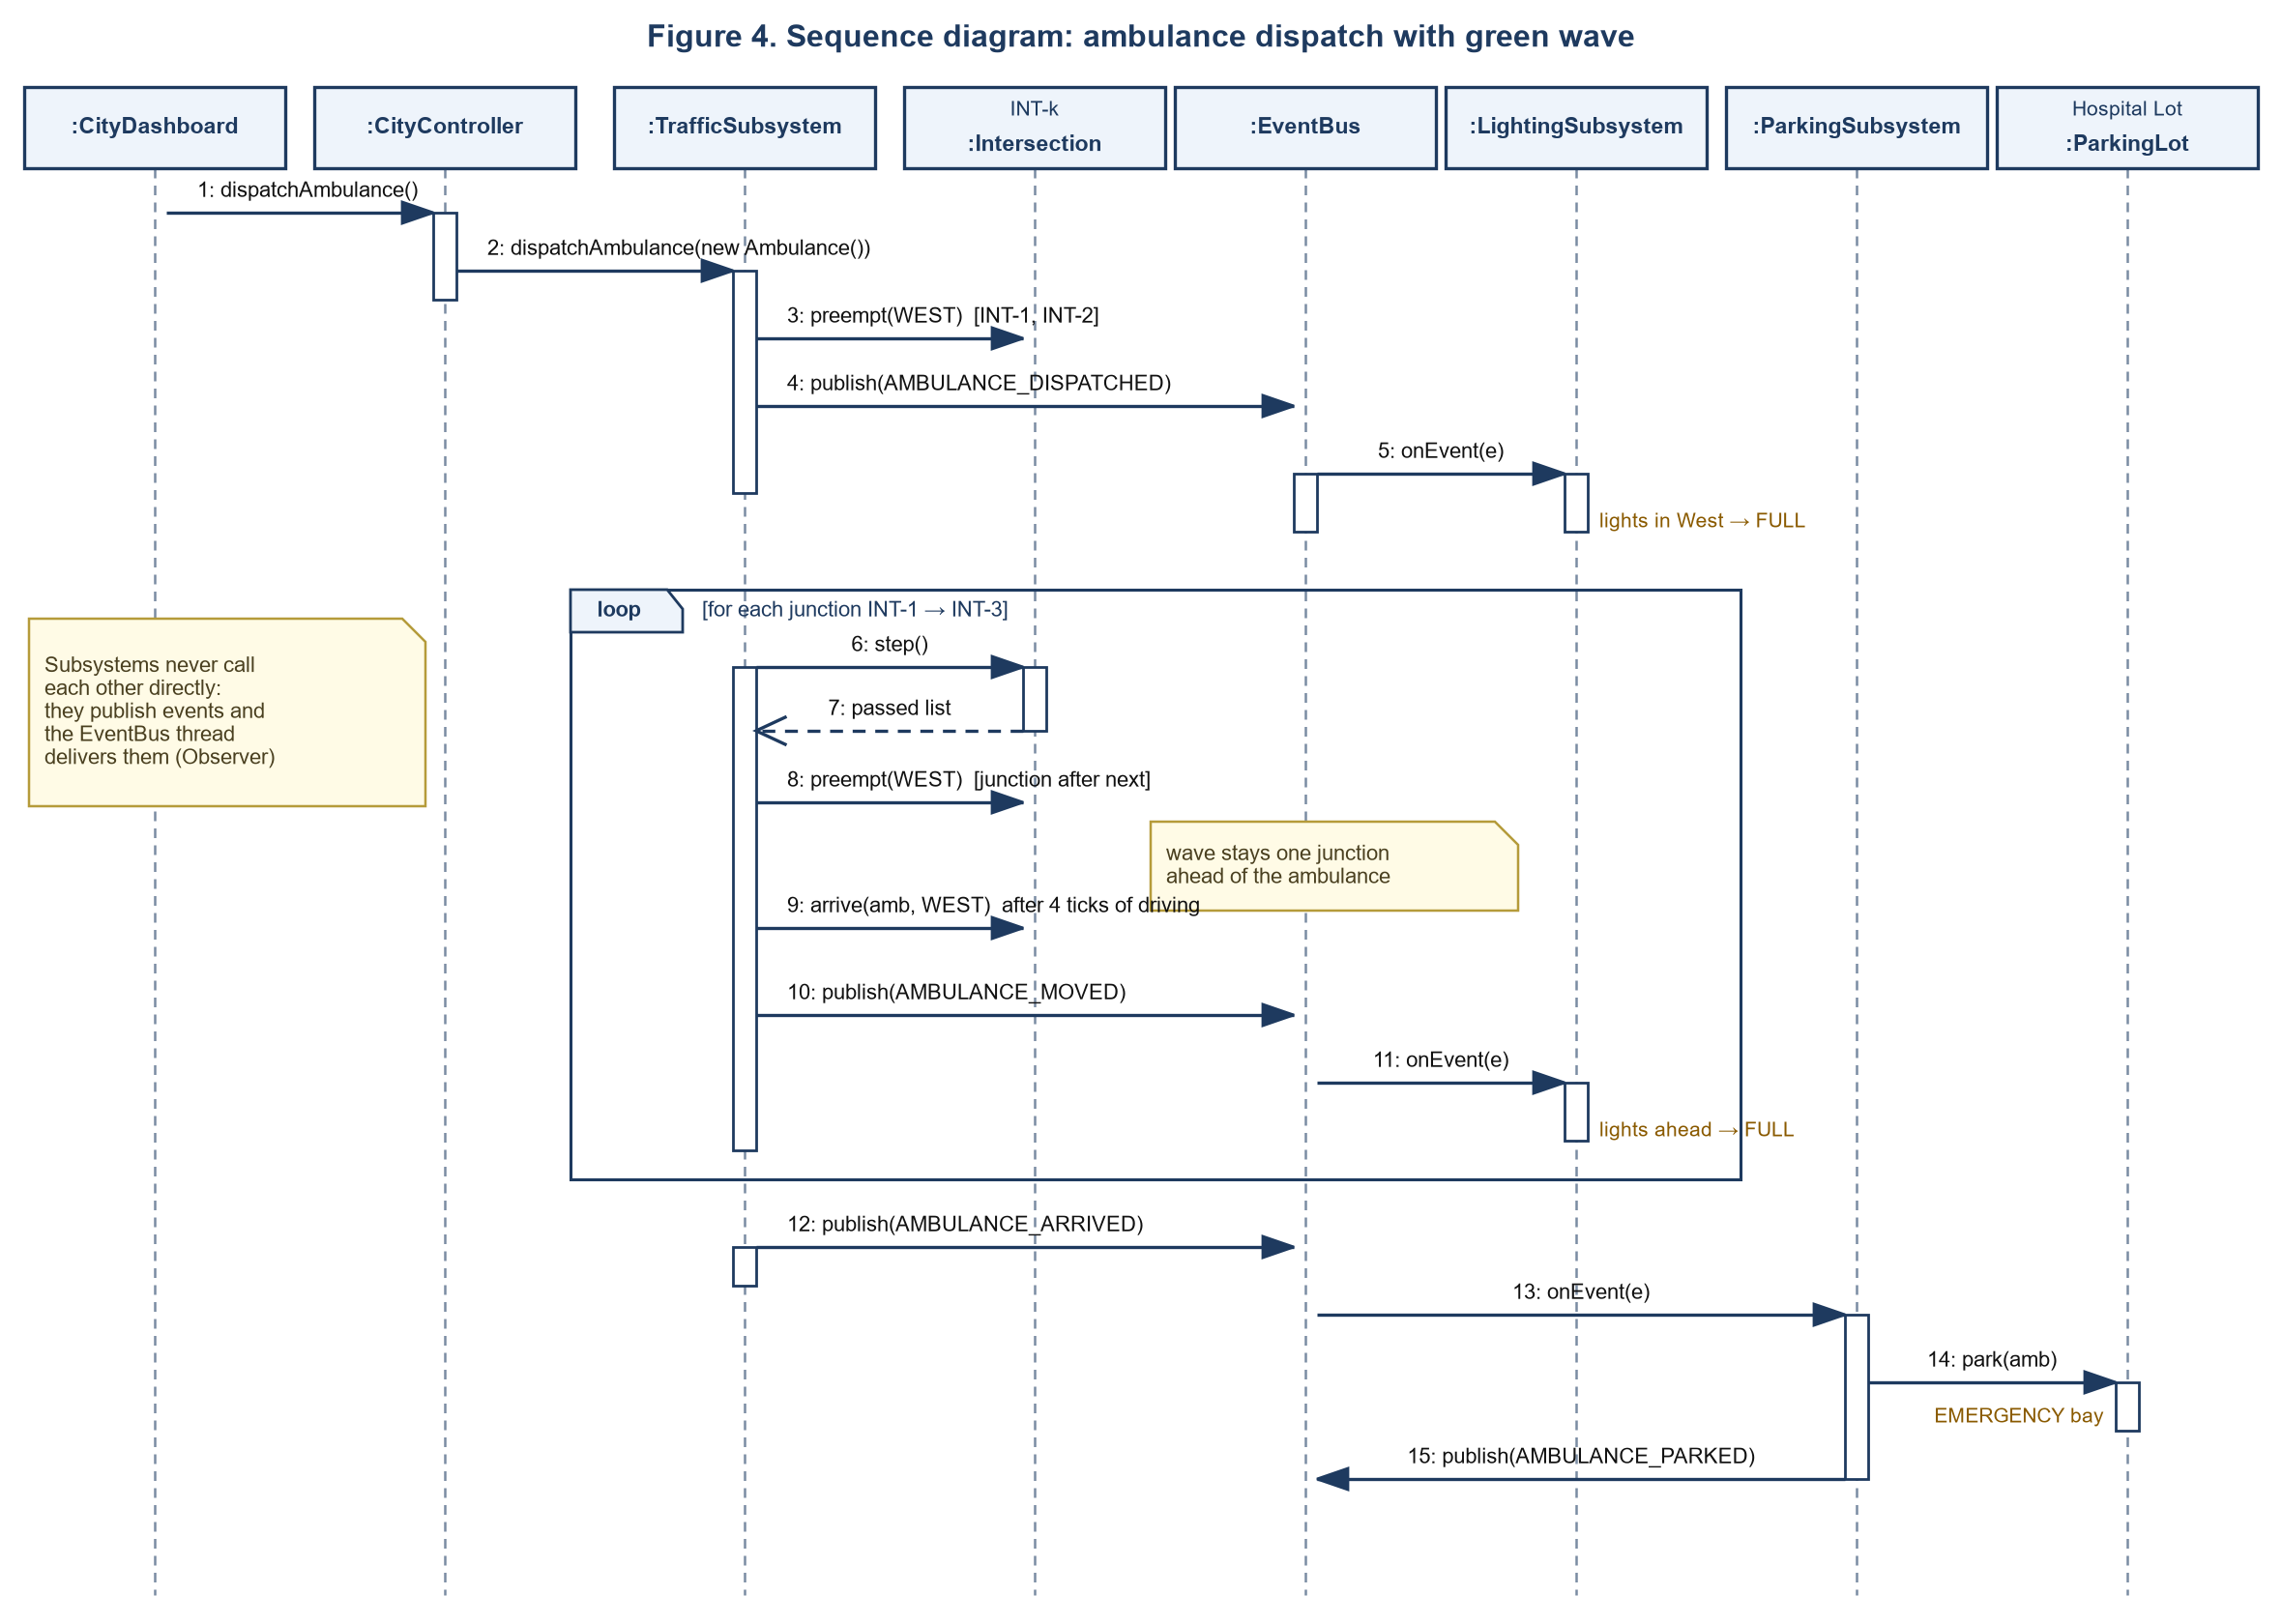 Figure 4. Sequence diagram: ambulance dispatch with green wave
:CityDashboard
:CityController
:TrafficSubsystem
INT-k
:Intersection
:EventBus
:LightingSubsystem
:ParkingSubsystem
Hospital Lot
:ParkingLot
1: dispatchAmbulance()
2: dispatchAmbulance(new Ambulance())
3: preempt(WEST)  [INT-1, INT-2]
4: publish(AMBULANCE_DISPATCHED)
5: onEvent(e)
lights in West → FULL
loop
[for each junction INT-1 → INT-3]
6: step()
Subsystems never call
each other directly:
they publish events and
the EventBus thread
delivers them (Observer)
7: passed list
8: preempt(WEST)  [junction after next]
wave stays one junction
ahead of the ambulance
9: arrive(amb, WEST)  after 4 ticks of driving
10: publish(AMBULANCE_MOVED)
11: onEvent(e)
lights ahead → FULL
12: publish(AMBULANCE_ARRIVED)
13: onEvent(e)
14: park(amb)
EMERGENCY bay
15: publish(AMBULANCE_PARKED)